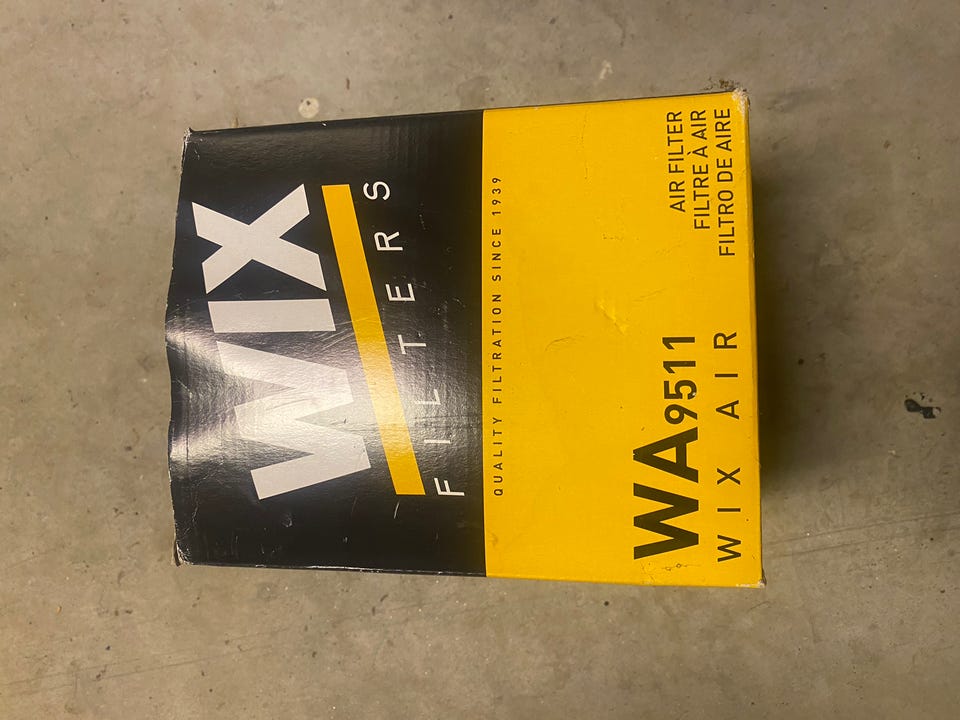 WIX
FILTERS
QUALITY FILTRATION SINCE 1939
WA9511
WIX AIR
AIR FILTER
FILTRE À AIR
FILTRO DE AIRE